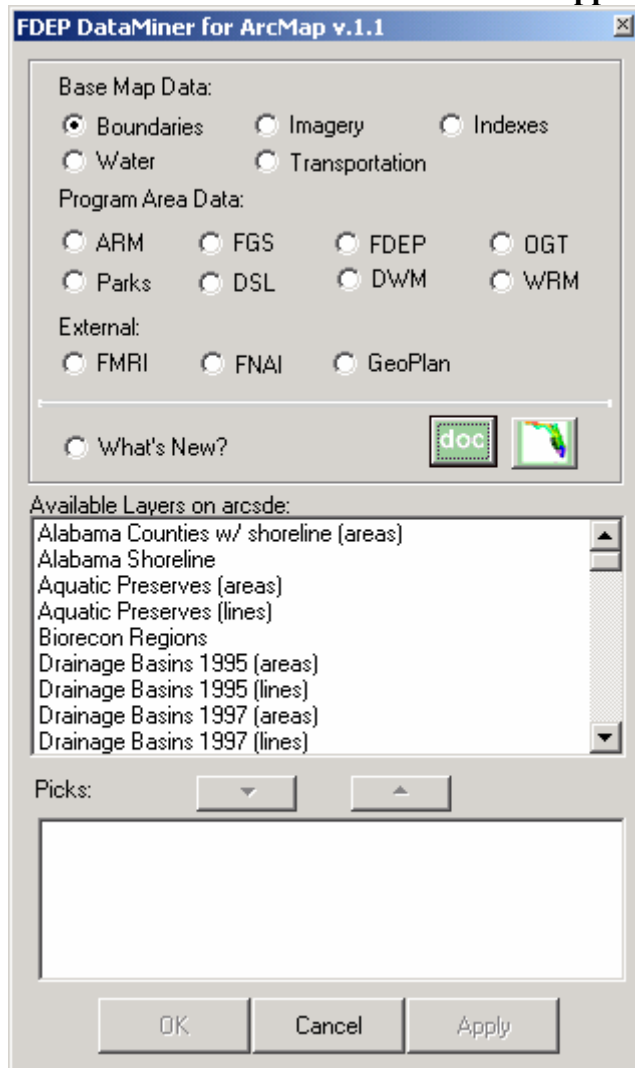 FDEP DataMiner for ArcMap v.1.1
Base Map Data:
Boundaries Imagery Indexes
Water Transportation
Program Area Data:
ARM FGS FDEP OGT
Parks DSL DWM WRM
External:
FMRI FNAI GeoPlan
What's New? doc
Available Layers on arcsde:
Alabama Counties w/ shoreline (areas)
Alabama Shoreline
Aquatic Preserves (areas)
Aquatic Preserves (lines)
Biorecon Regions
Drainage Basins 1995 (areas)
Drainage Basins 1995 (lines)
Drainage Basins 1997 (areas)
Drainage Basins 1997 (lines)
Picks:
OK Cancel Apply